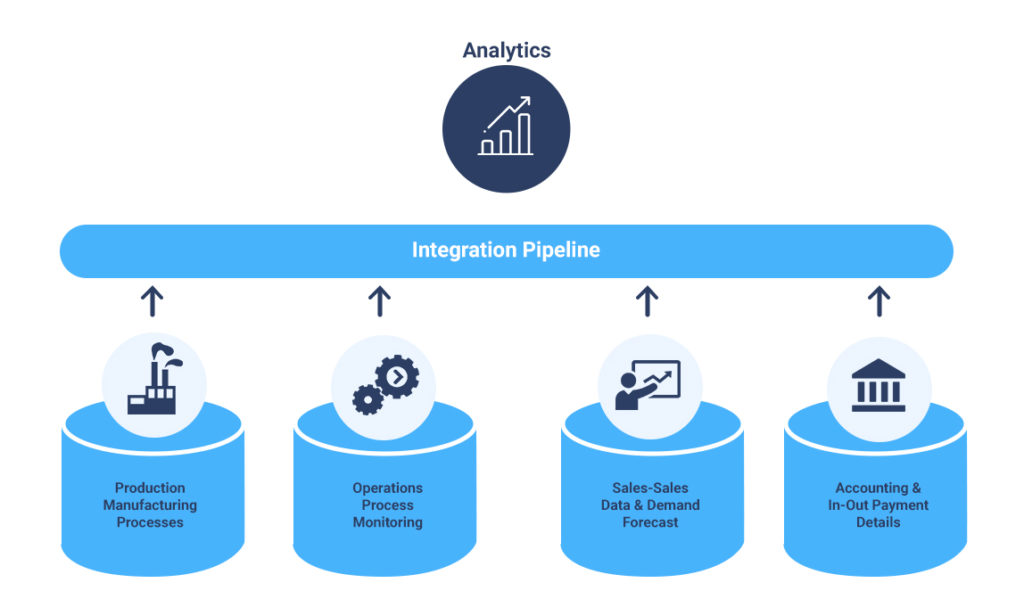 Analytics
Integration Pipeline
Production
Manufacturing
Processes
Operations
Process
Monitoring
Sales-Sales
Data & Demand
Forecast
Accounting &
In-Out Payment
Details